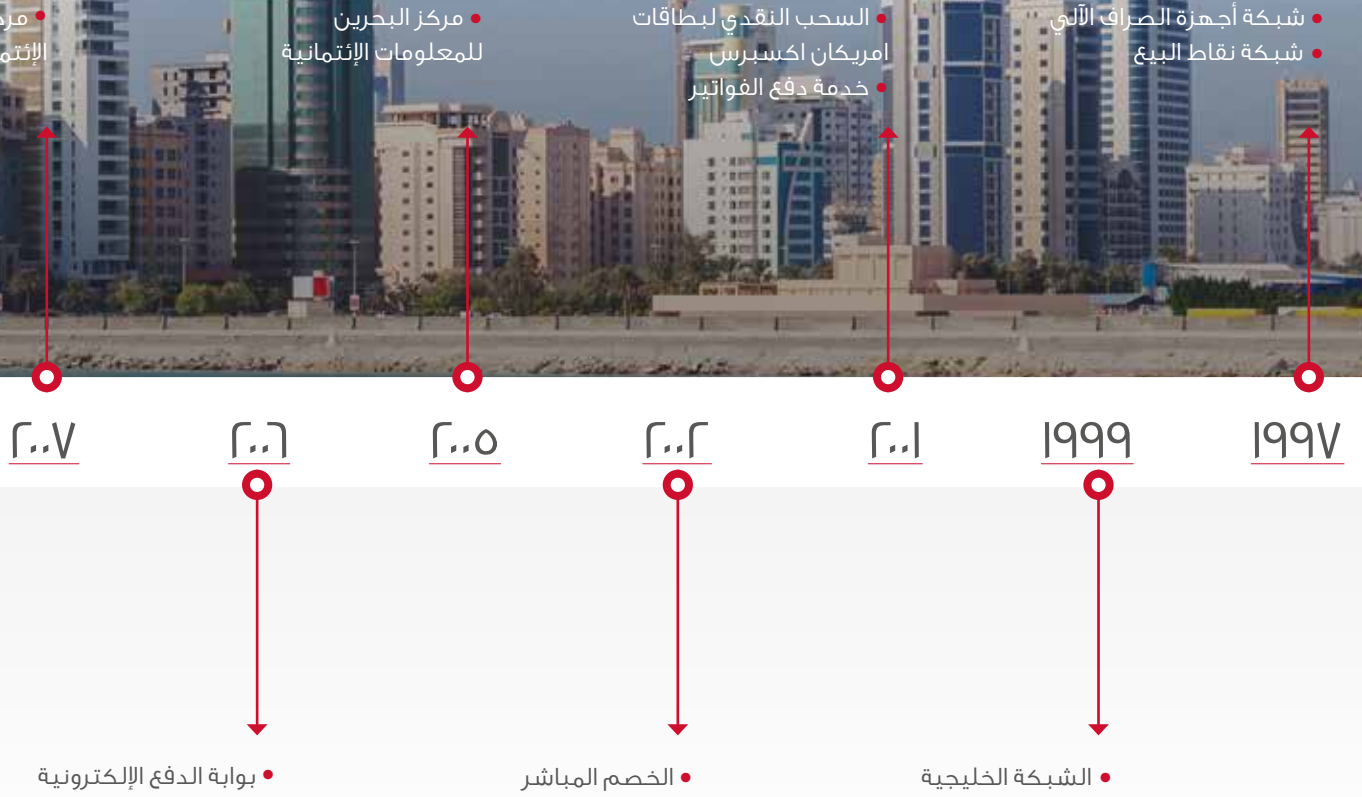 • شبكة أجهزة الصراف الآلي
• شبكة نقاط البيع
• السحب النقدي لبطاقات
امريكان اكسبرس
• خدمة دفع الفواتير
• مركز البحرين
للمعلومات الإئتمانية
١٩٩٧
١٩٩٩
٢٠٠١
٢٠٠٢
٢٠٠٥
٢٠٠٦
٢٠٠٧
• الشبكة الخليجية
• الخصم المباشر
• بوابة الدفع الإلكترونية